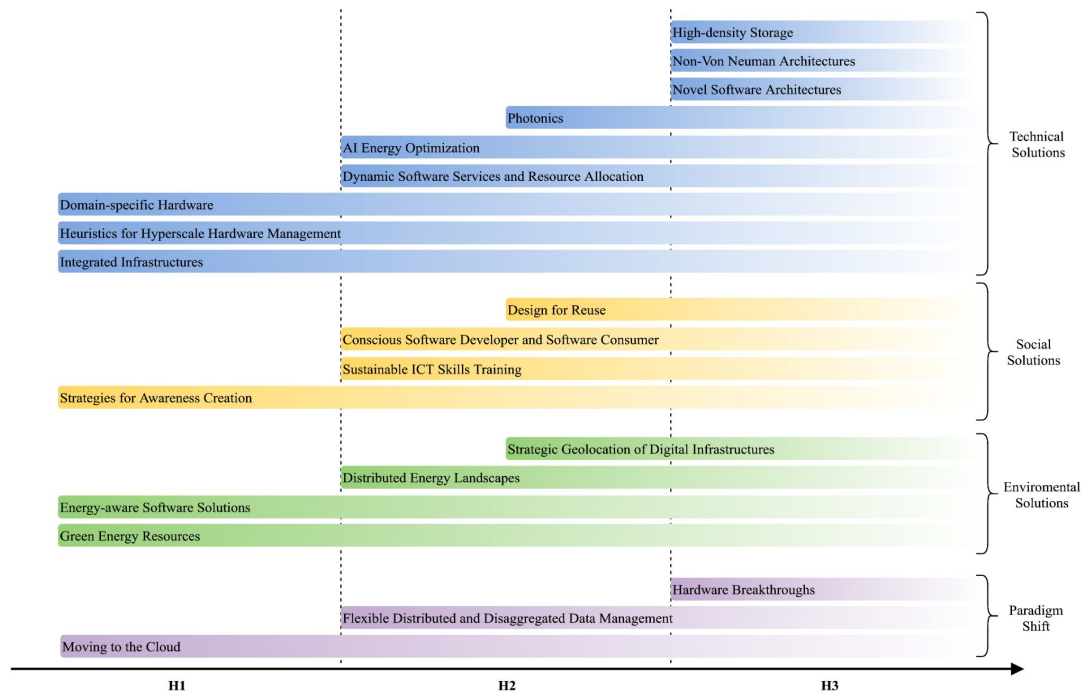 High-density Storage
Non-Von Neuman Architectures
Novel Software Architectures
Photonics
AI Energy Optimization
Dynamic Software Services and Resource Allocation
Domain-specific Hardware
Heuristics for Hyperscale Hardware Management
Integrated Infrastructures
Technical
Solutions
Design for Reuse
Conscious Software Developer and Software Consumer
Sustainable ICT Skills Training
Strategies for Awareness Creation
Social
Solutions
Strategic Geolocation of Digital Infrastructures
Distributed Energy Landscapes
Energy-aware Software Solutions
Green Energy Resources
Enviromental
Solutions
Hardware Breakthroughs
Flexible Distributed and Disaggregated Data Management
Moving to the Cloud
Paradigm
Shift
H1 H2 H3